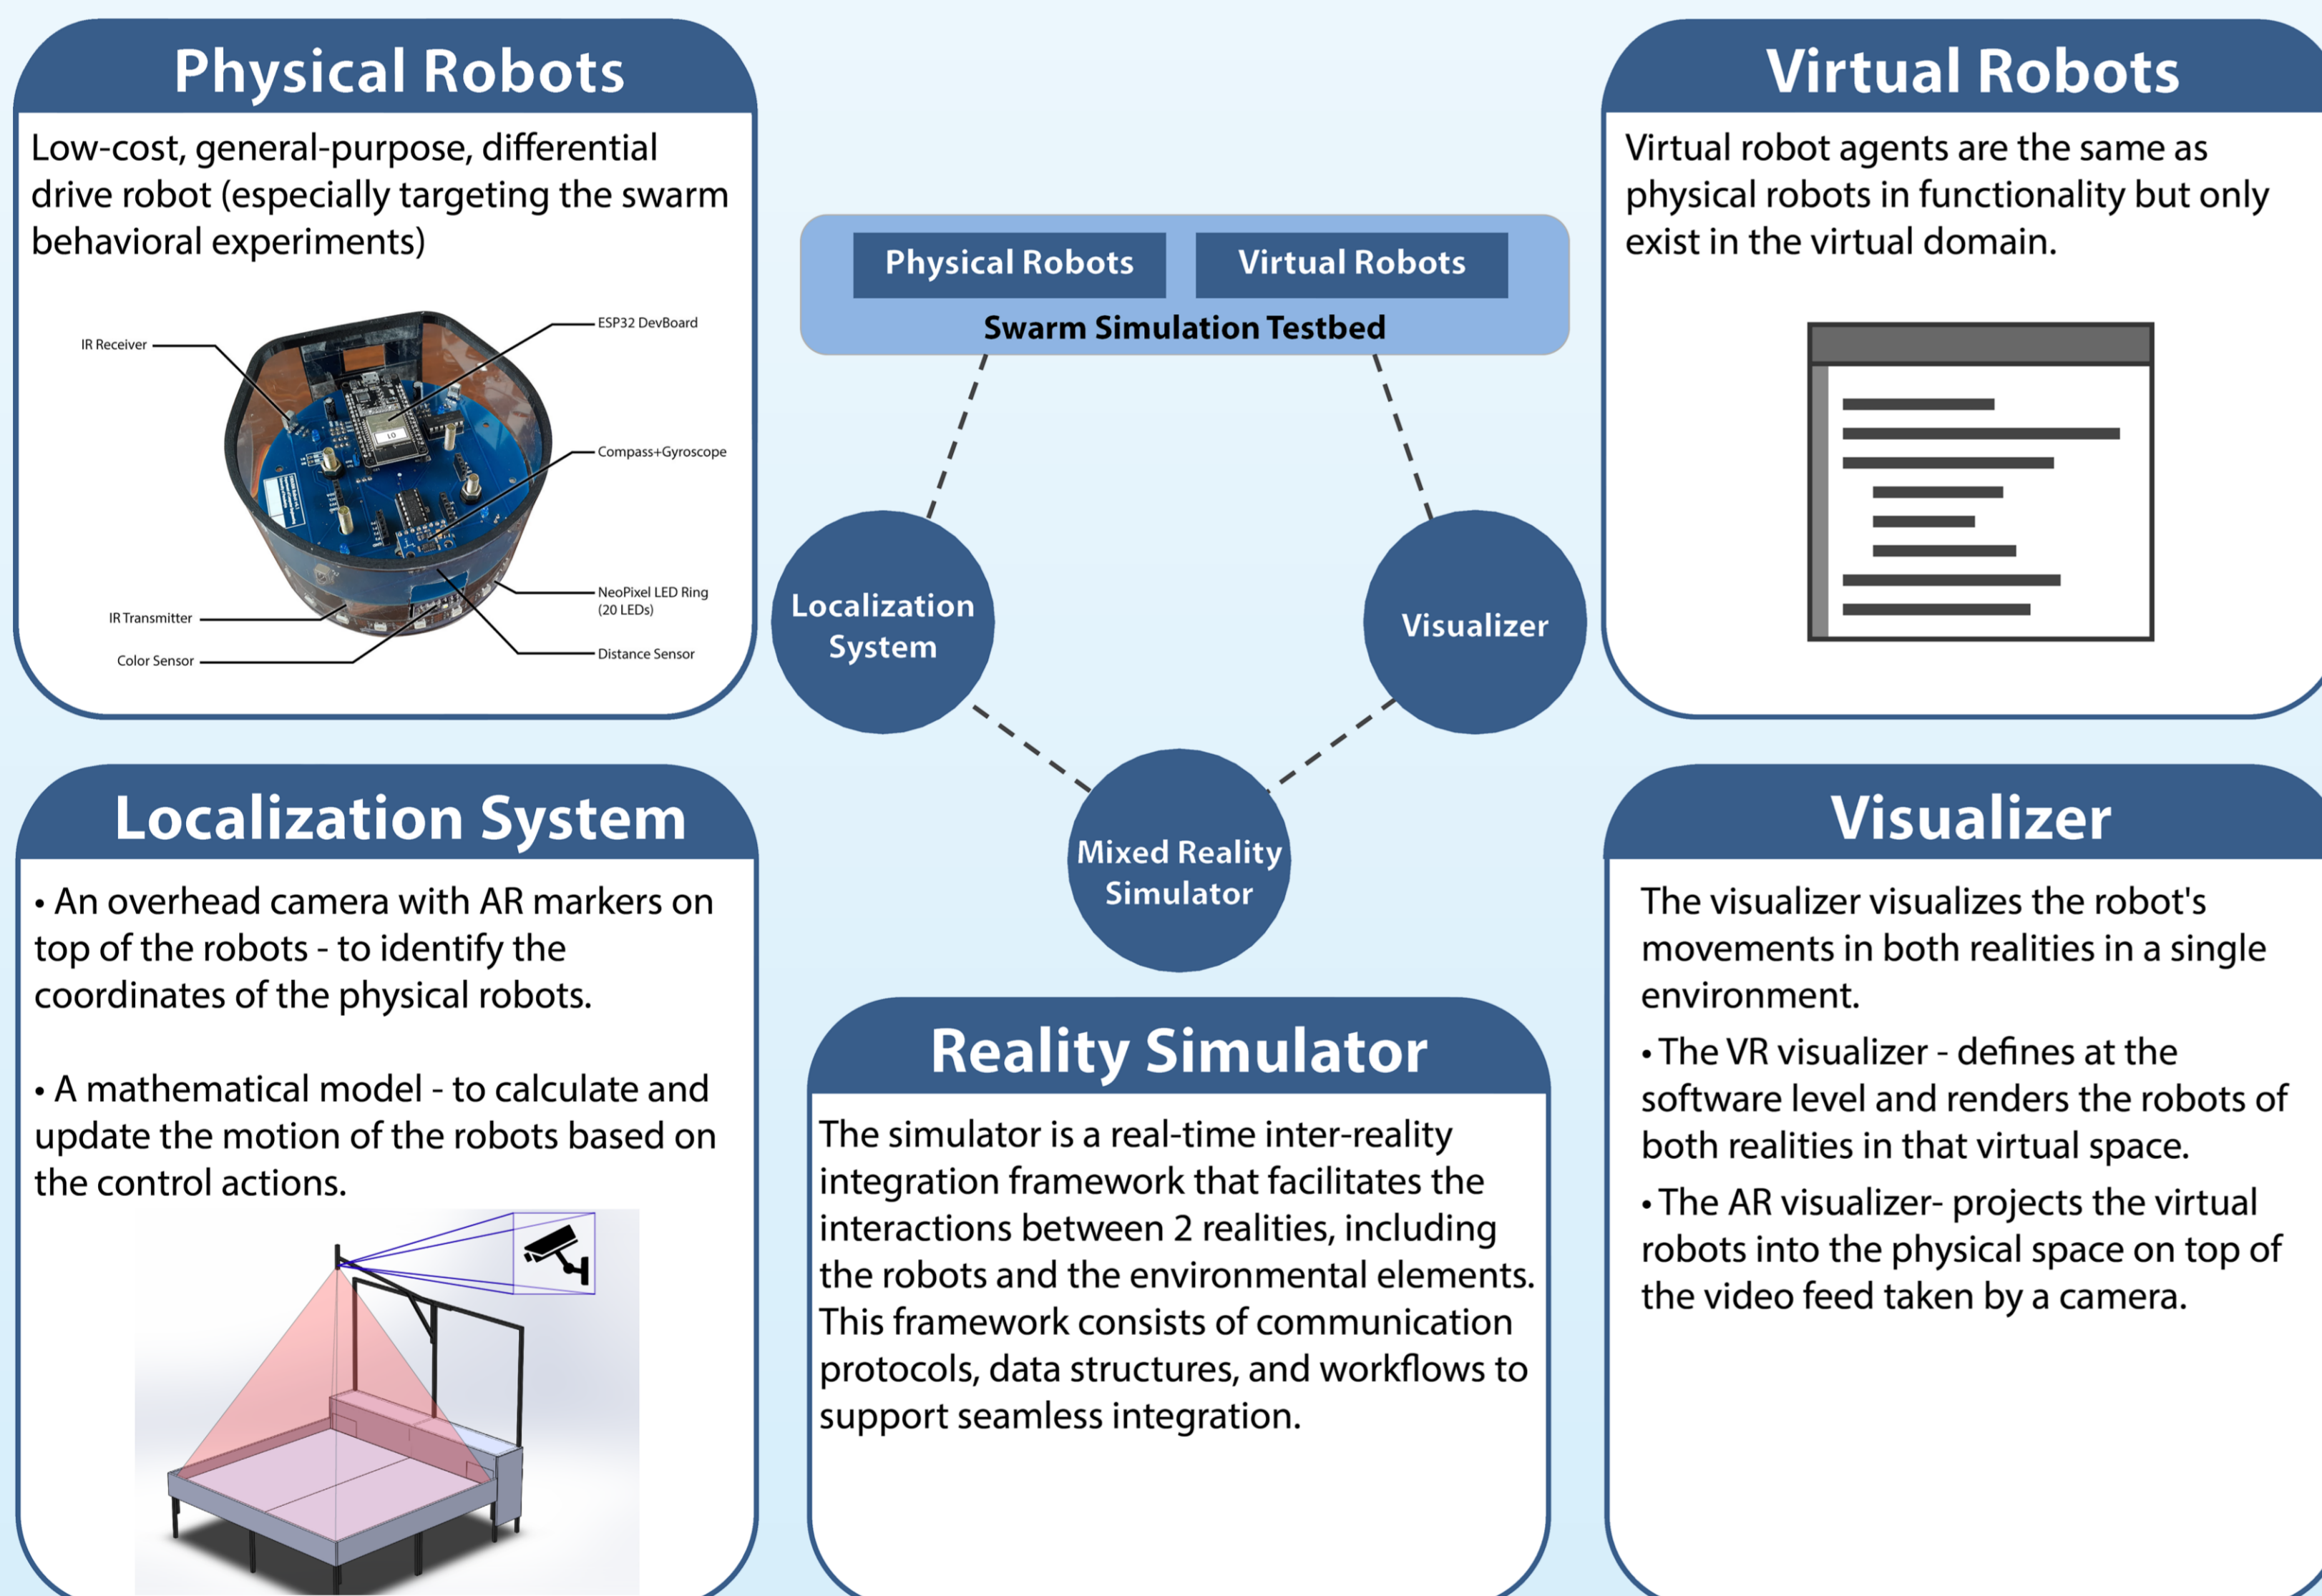 Physical Robots
Low-cost, general-purpose, differential
drive robot (especially targeting the swarm
behavioral experiments)
IR Receiver
ESP32 DevBoard
Compass+Gyroscope
NeoPixel LED Ring
(20 LEDs)
IR Transmitter
Color Sensor
Distance Sensor
Physical Robots
Virtual Robots
Swarm Simulation Testbed
Localization
System
Visualizer
Mixed Reality
Simulator
Virtual Robots
Virtual robot agents are the same as
physical robots in functionality but only
exist in the virtual domain.
Localization System
• An overhead camera with AR markers on
top of the robots - to identify the
coordinates of the physical robots.
• A mathematical model - to calculate and
update the motion of the robots based on
the control actions.
Reality Simulator
The simulator is a real-time inter-reality
integration framework that facilitates the
interactions between 2 realities, including
the robots and the environmental elements.
This framework consists of communication
protocols, data structures, and workflows to
support seamless integration.
Visualizer
The visualizer visualizes the robot's
movements in both realities in a single
environment.
• The VR visualizer - defines at the
software level and renders the robots of
both realities in that virtual space.
• The AR visualizer- projects the virtual
robots into the physical space on top of
the video feed taken by a camera.